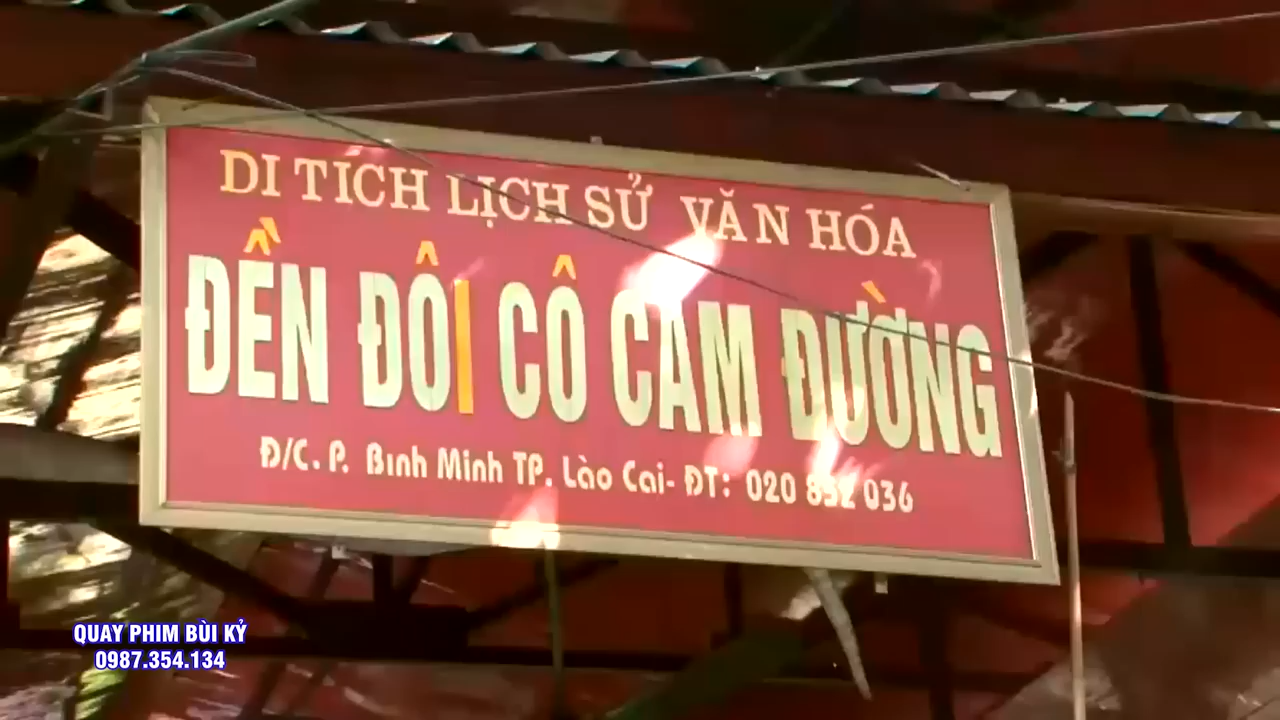 DI TÍCH LỊCH SỬ VĂN HÓA
ĐỀN ĐÔI CÔ CAM ĐƯỜNG
Đ/C. P. Bình Minh TP. Lào Cai- ĐT: 020 852 036
QUAY PHIM BÙI KỶ
0987.354.134